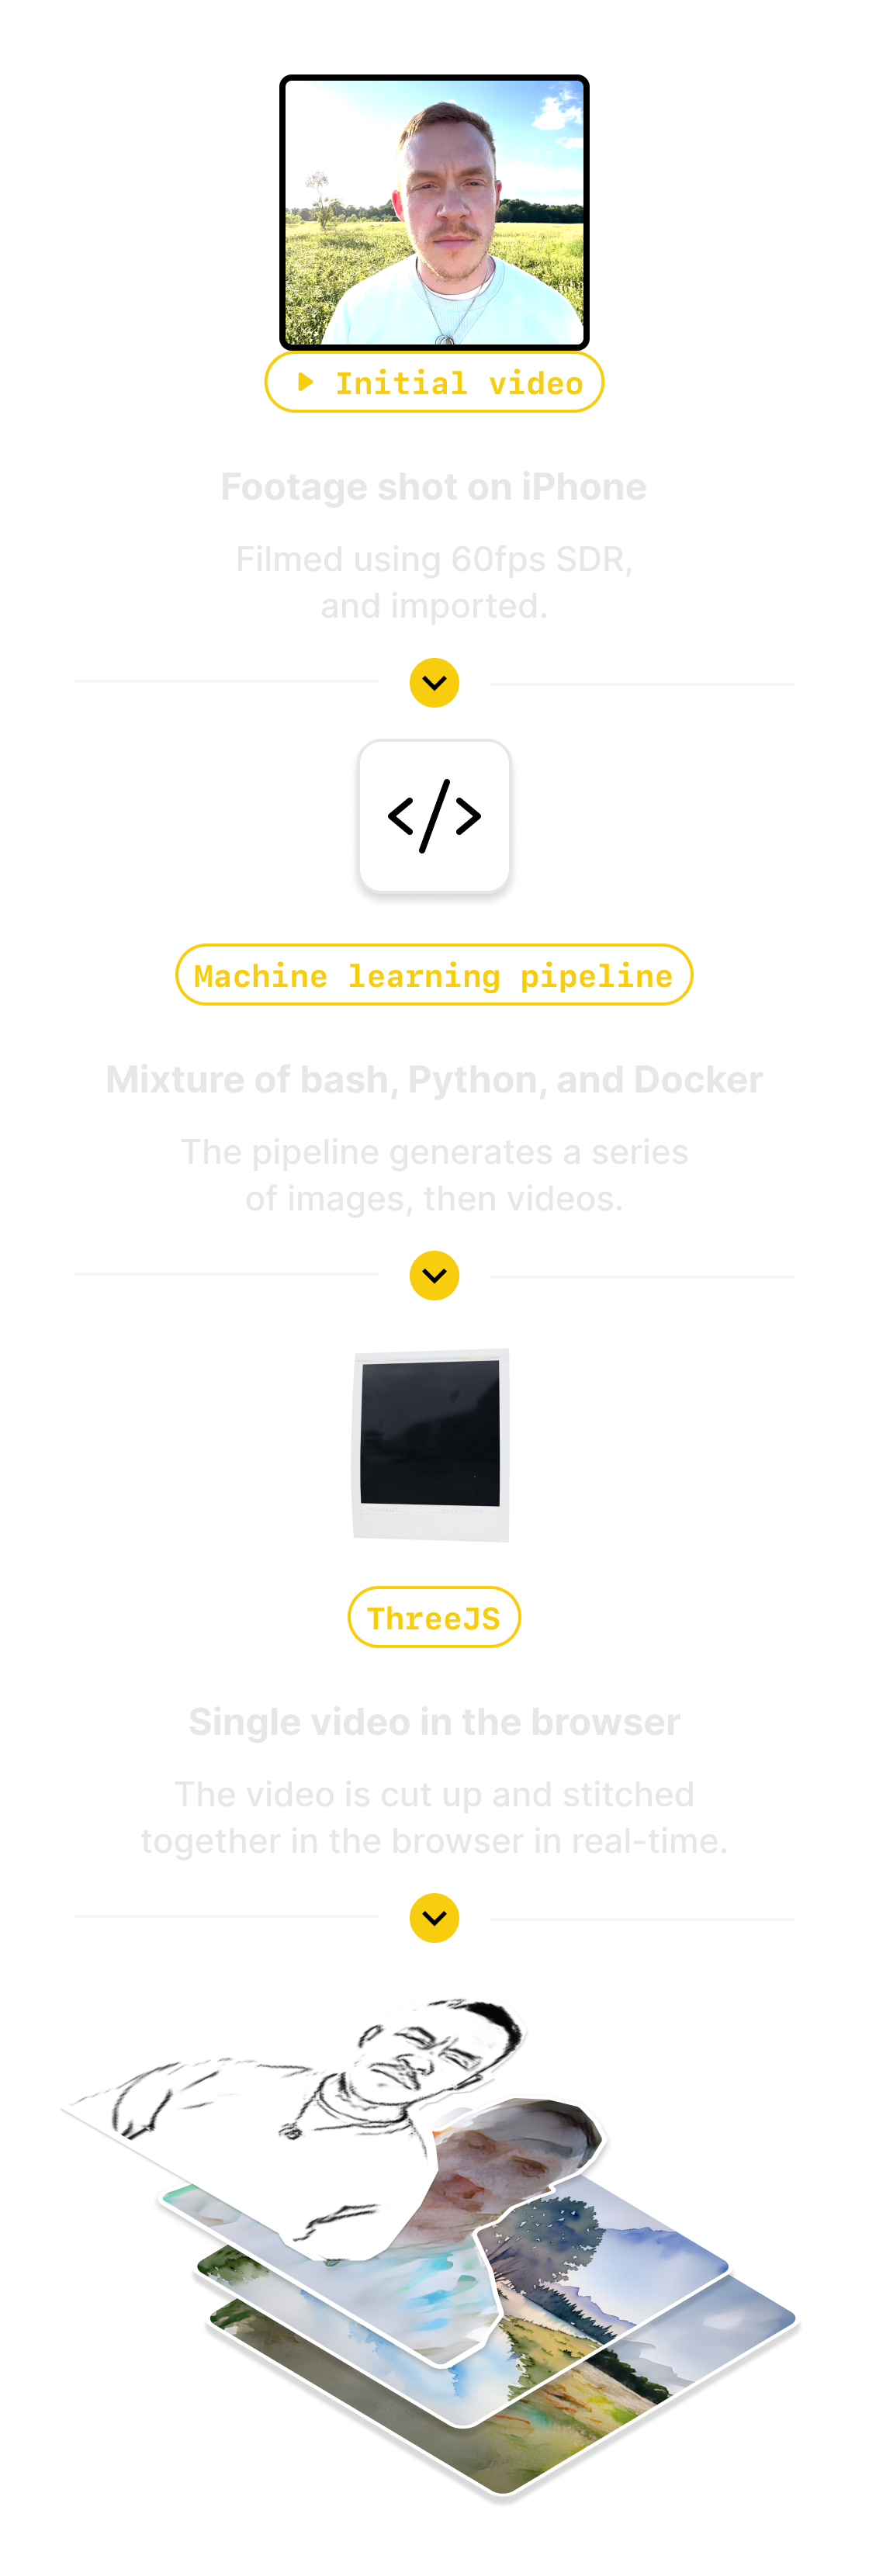 Initial video
Footage shot on iPhone
Filmed using 60fps SDR,
and imported.
</>
Machine learning pipeline
Mixture of bash, Python, and Docker
The pipeline generates a series
of images, then videos.
ThreeJS
Single video in the browser
The video is cut up and stitched
together in the browser in real-time.